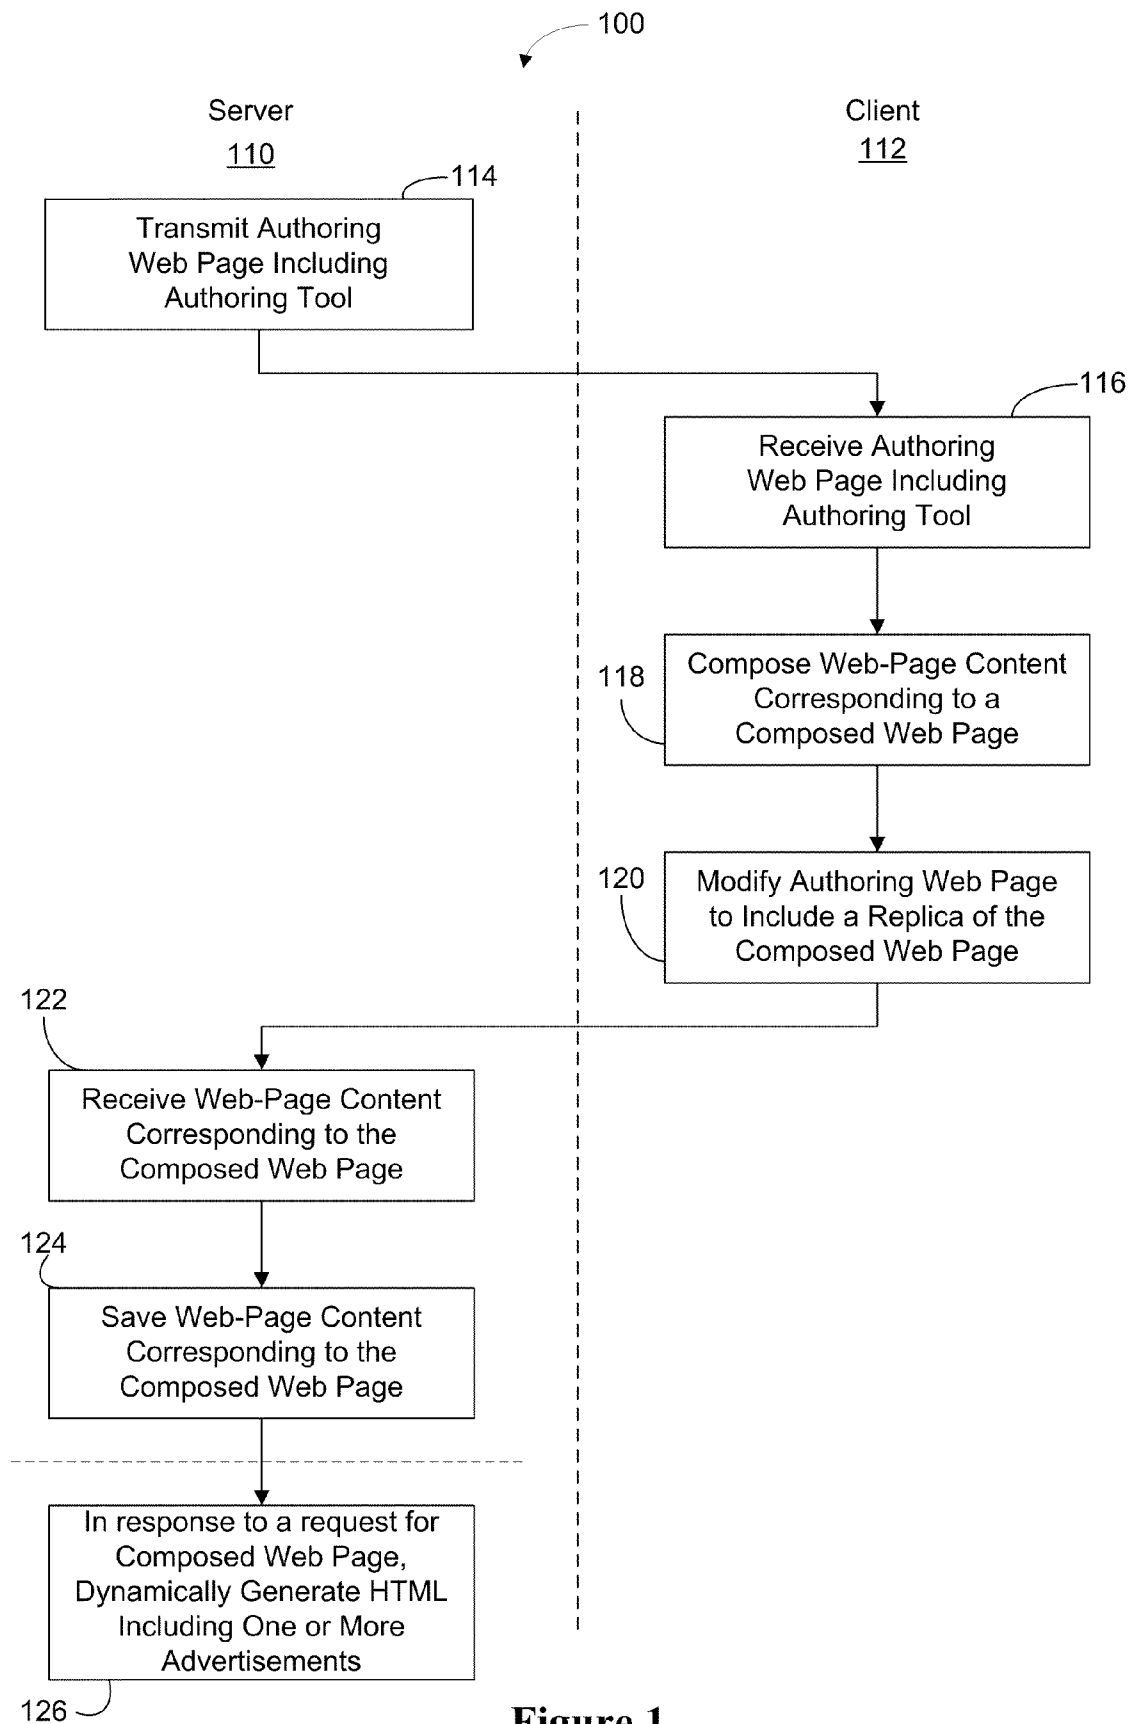 100
Server
110
Client
112
114
Transmit Authoring
Web Page Including
Authoring Tool
116
Receive Authoring
Web Page Including
Authoring Tool
118
Compose Web-Page Content
Corresponding to a
Composed Web Page
120
Modify Authoring Web Page
to Include a Replica of the
Composed Web Page
122
Receive Web-Page Content
Corresponding to the
Composed Web Page
124
Save Web-Page Content
Corresponding to the
Composed Web Page
In response to a request for
Composed Web Page,
Dynamically Generate HTML
Including One or More
Advertisements
126
Figure 1